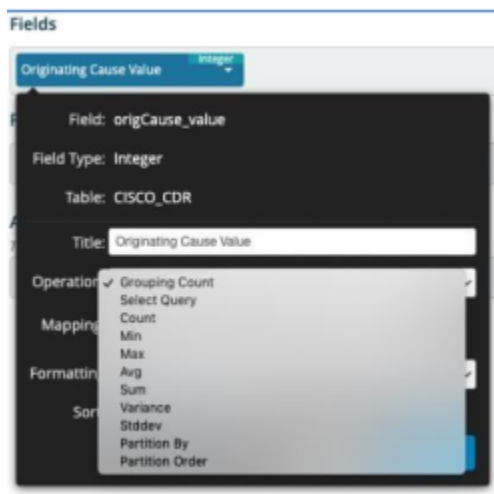 Fields
Integer
Originating Cause Value
Field: origCause_value
Field Type: Integer
Table: CISCO_CDR
Title: Originating Cause Value
Operation ✓ Grouping Count
Select Query
Count
Mapping
Min
Max
Formattin Avg
Sum
Sor Variance
Stddev
Partition By
Partition Order